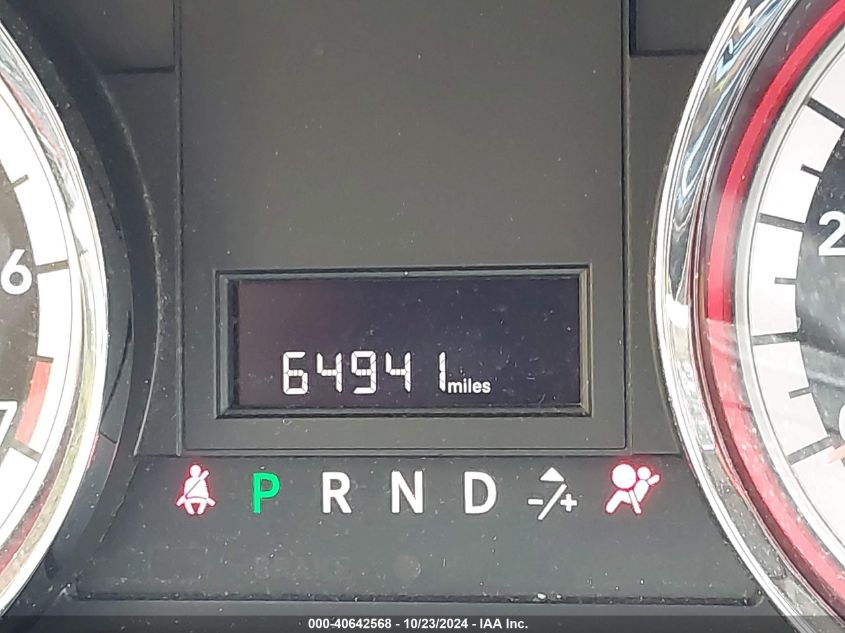 6
7
2
64941 miles
P R N D -/+
000-40642568 - 10/23/2024 - IAA Inc.